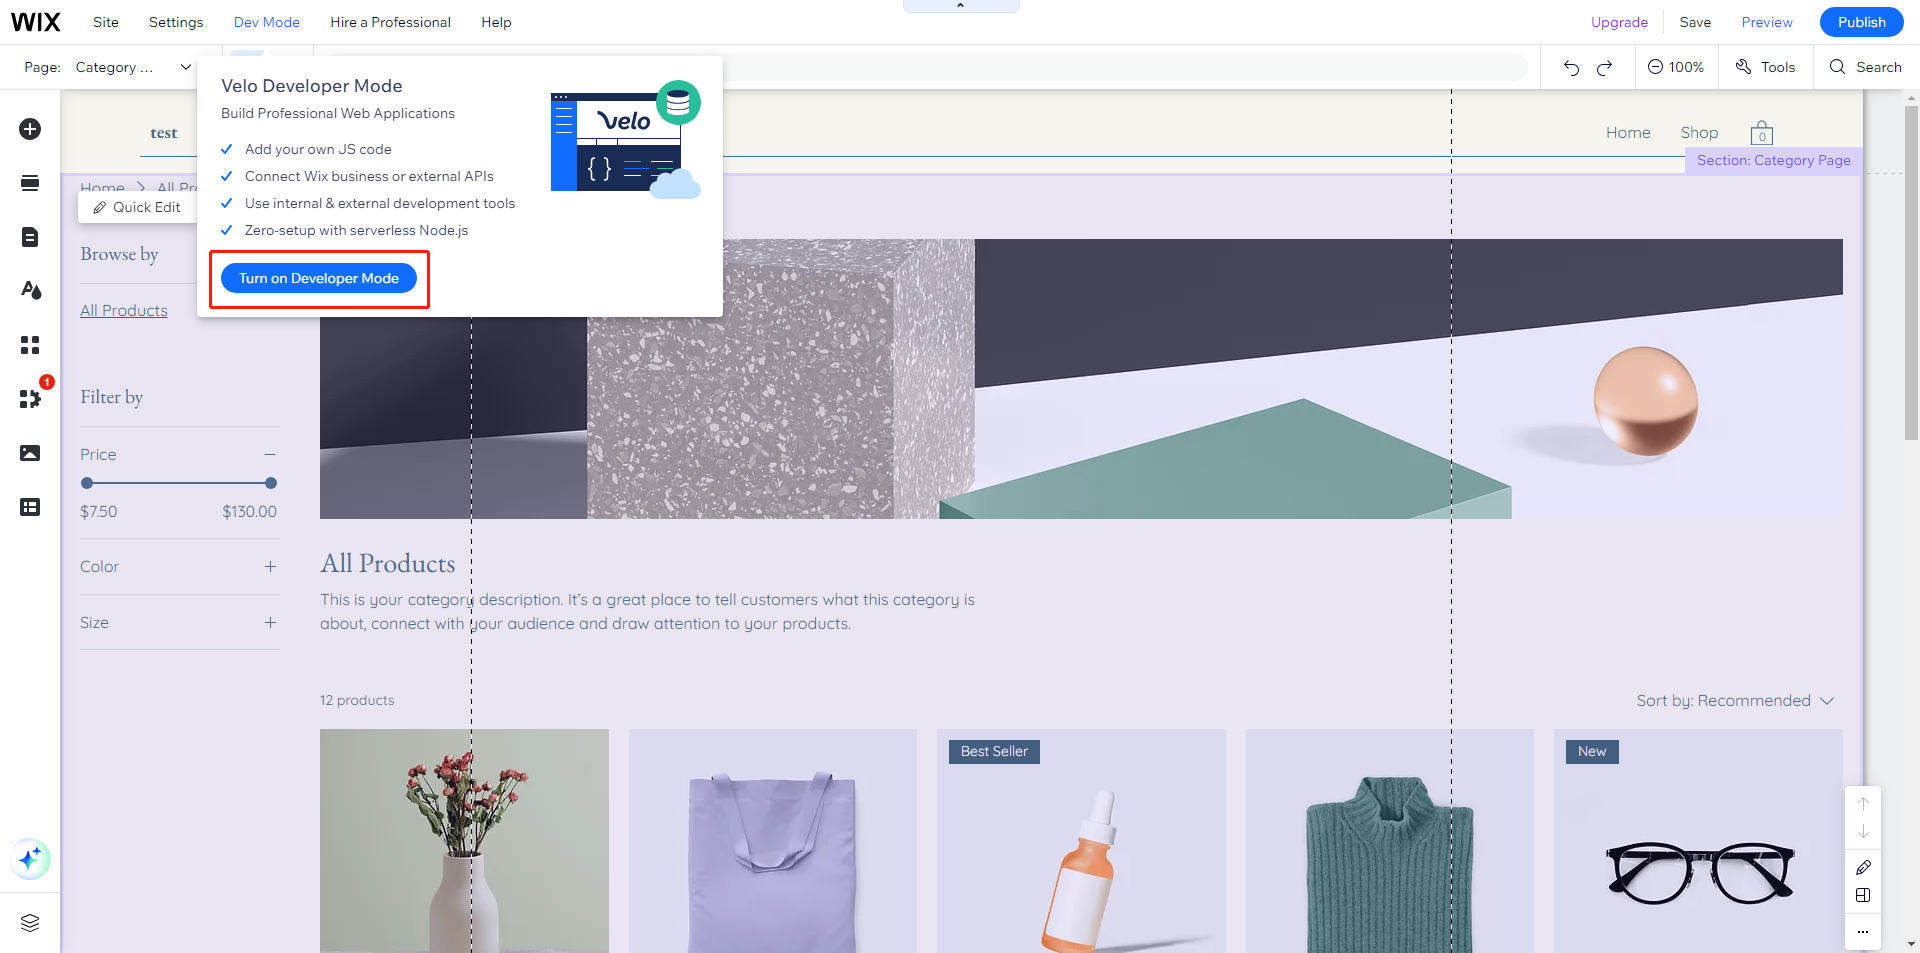 WIX Site Settings Dev Mode Hire a Professional Help Upgrade Save Preview Publish
Page: Category ... 100% Tools Search
Velo Developer Mode
Build Professional Web Applications
Add your own JS code
Connect Wix business or external APIs
Use internal & external development tools
Zero-setup with serverless Node.js
Turn on Developer Mode
velo
{ }
test Home Shop 0
Section: Category Page
Home All Pr
Quick Edit
Browse by
All Products
1
Filter by
Price
$7.50 $130.00
Color
Size
All Products
This is your category description. It's a great place to tell customers what this category is
about, connect with your audience and draw attention to your products.
12 products Sort by: Recommended
Best Seller New